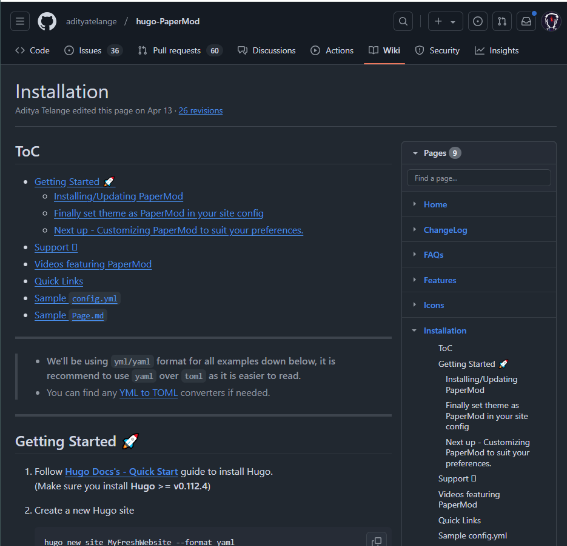 adityatelange / hugo-PaperMod
Code Issues 36 Pull requests 60 Discussions Actions Wiki Security Insights
Installation
Aditya Telange edited this page on Apr 13 · 26 revisions
ToC
Getting Started 🚀
Installing/Updating PaperMod
Finally set theme as PaperMod in your site config
Next up - Customizing PaperMod to suit your preferences.
Support
Videos featuring PaperMod
Quick Links
Sample config.yml
Sample Page.md
We'll be using yml/yaml format for all examples down below, it is
recommend to use yaml over toml as it is easier to read.
You can find any YML to TOML converters if needed.
Getting Started 🚀
1. Follow Hugo Docs's - Quick Start guide to install Hugo.
(Make sure you install Hugo >= v0.112.4)
2. Create a new Hugo site
hugo new site MyFreshWebsite --format yaml
Pages 9
Find a page...
Home
ChangeLog
FAQs
Features
Icons
Installation
ToC
Getting Started 🚀
Installing/Updating
PaperMod
Finally set theme as
PaperMod in your site
config
Next up - Customizing
PaperMod to suit your
preferences.
Support
Videos featuring
PaperMod
Quick Links
Sample config.yml